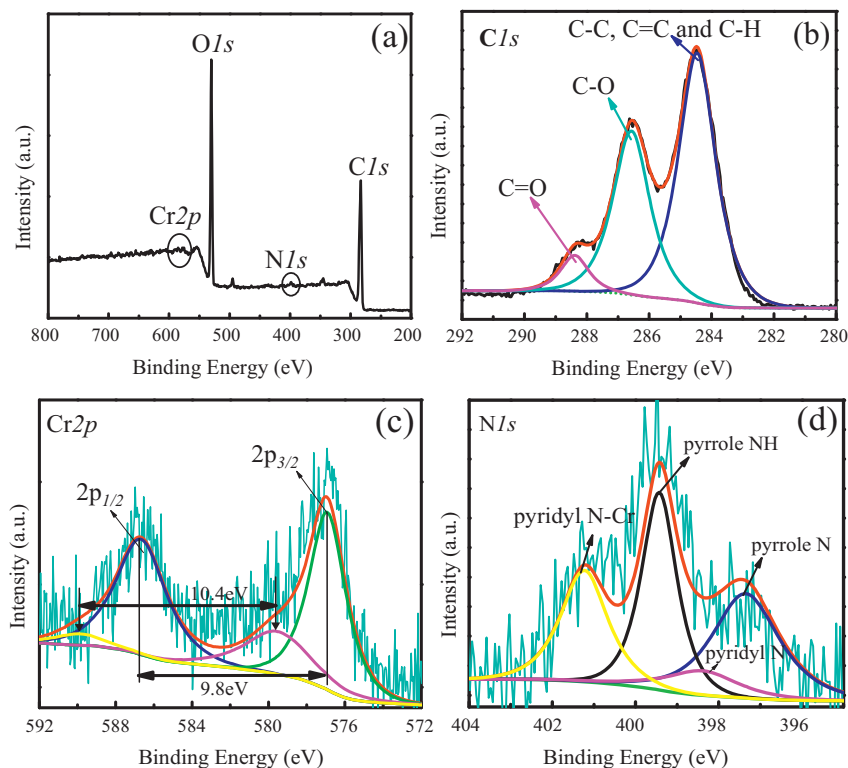 (a)
O1s
C1s
Cr2p
N1s
Intensity (a.u.)
800 700 600 500 400 300 200
Binding Energy (eV)
C1s
C-C, C=C and C-H
(b)
C-O
C=O
Intensity (a.u.)
292 290 288 286 284 282 280
Binding Energy (eV)
Cr2p
(c)
2p3/2
2p1/2
10.4eV
9.8eV
Intensity (a.u.)
592 588 584 580 576 572
Binding Energy (eV)
N1s
(d)
pyrrole NH
pyridyl N-Cr
pyrrole N
pyridyl N
Intensity (a.u.)
404 402 400 398 396
Binding Energy (eV)